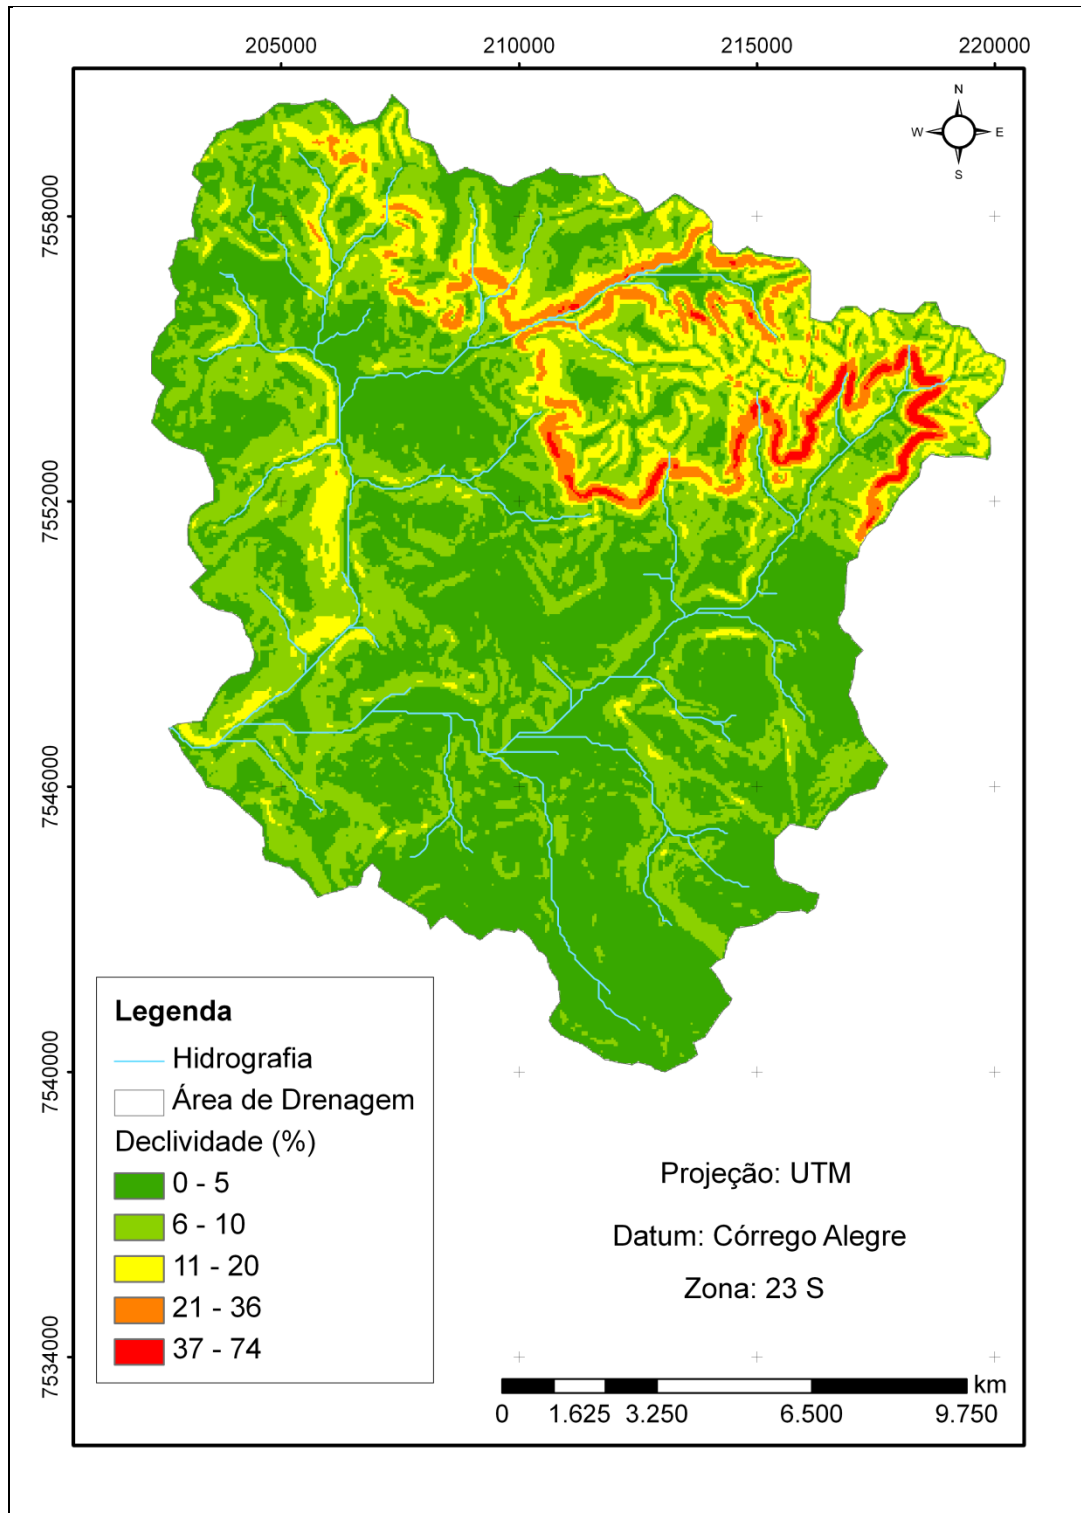 205000 210000 215000 220000
N
W E
S
7558000
7552000
7546000
7540000
7534000
Legenda
Hidrografia
Área de Drenagem
Declividade (%)
0 - 5
6 - 10
11 - 20
21 - 36
37 - 74
Projeção: UTM
Datum: Córrego Alegre
Zona: 23 S
km
0 1.625 3.250 6.500 9.750